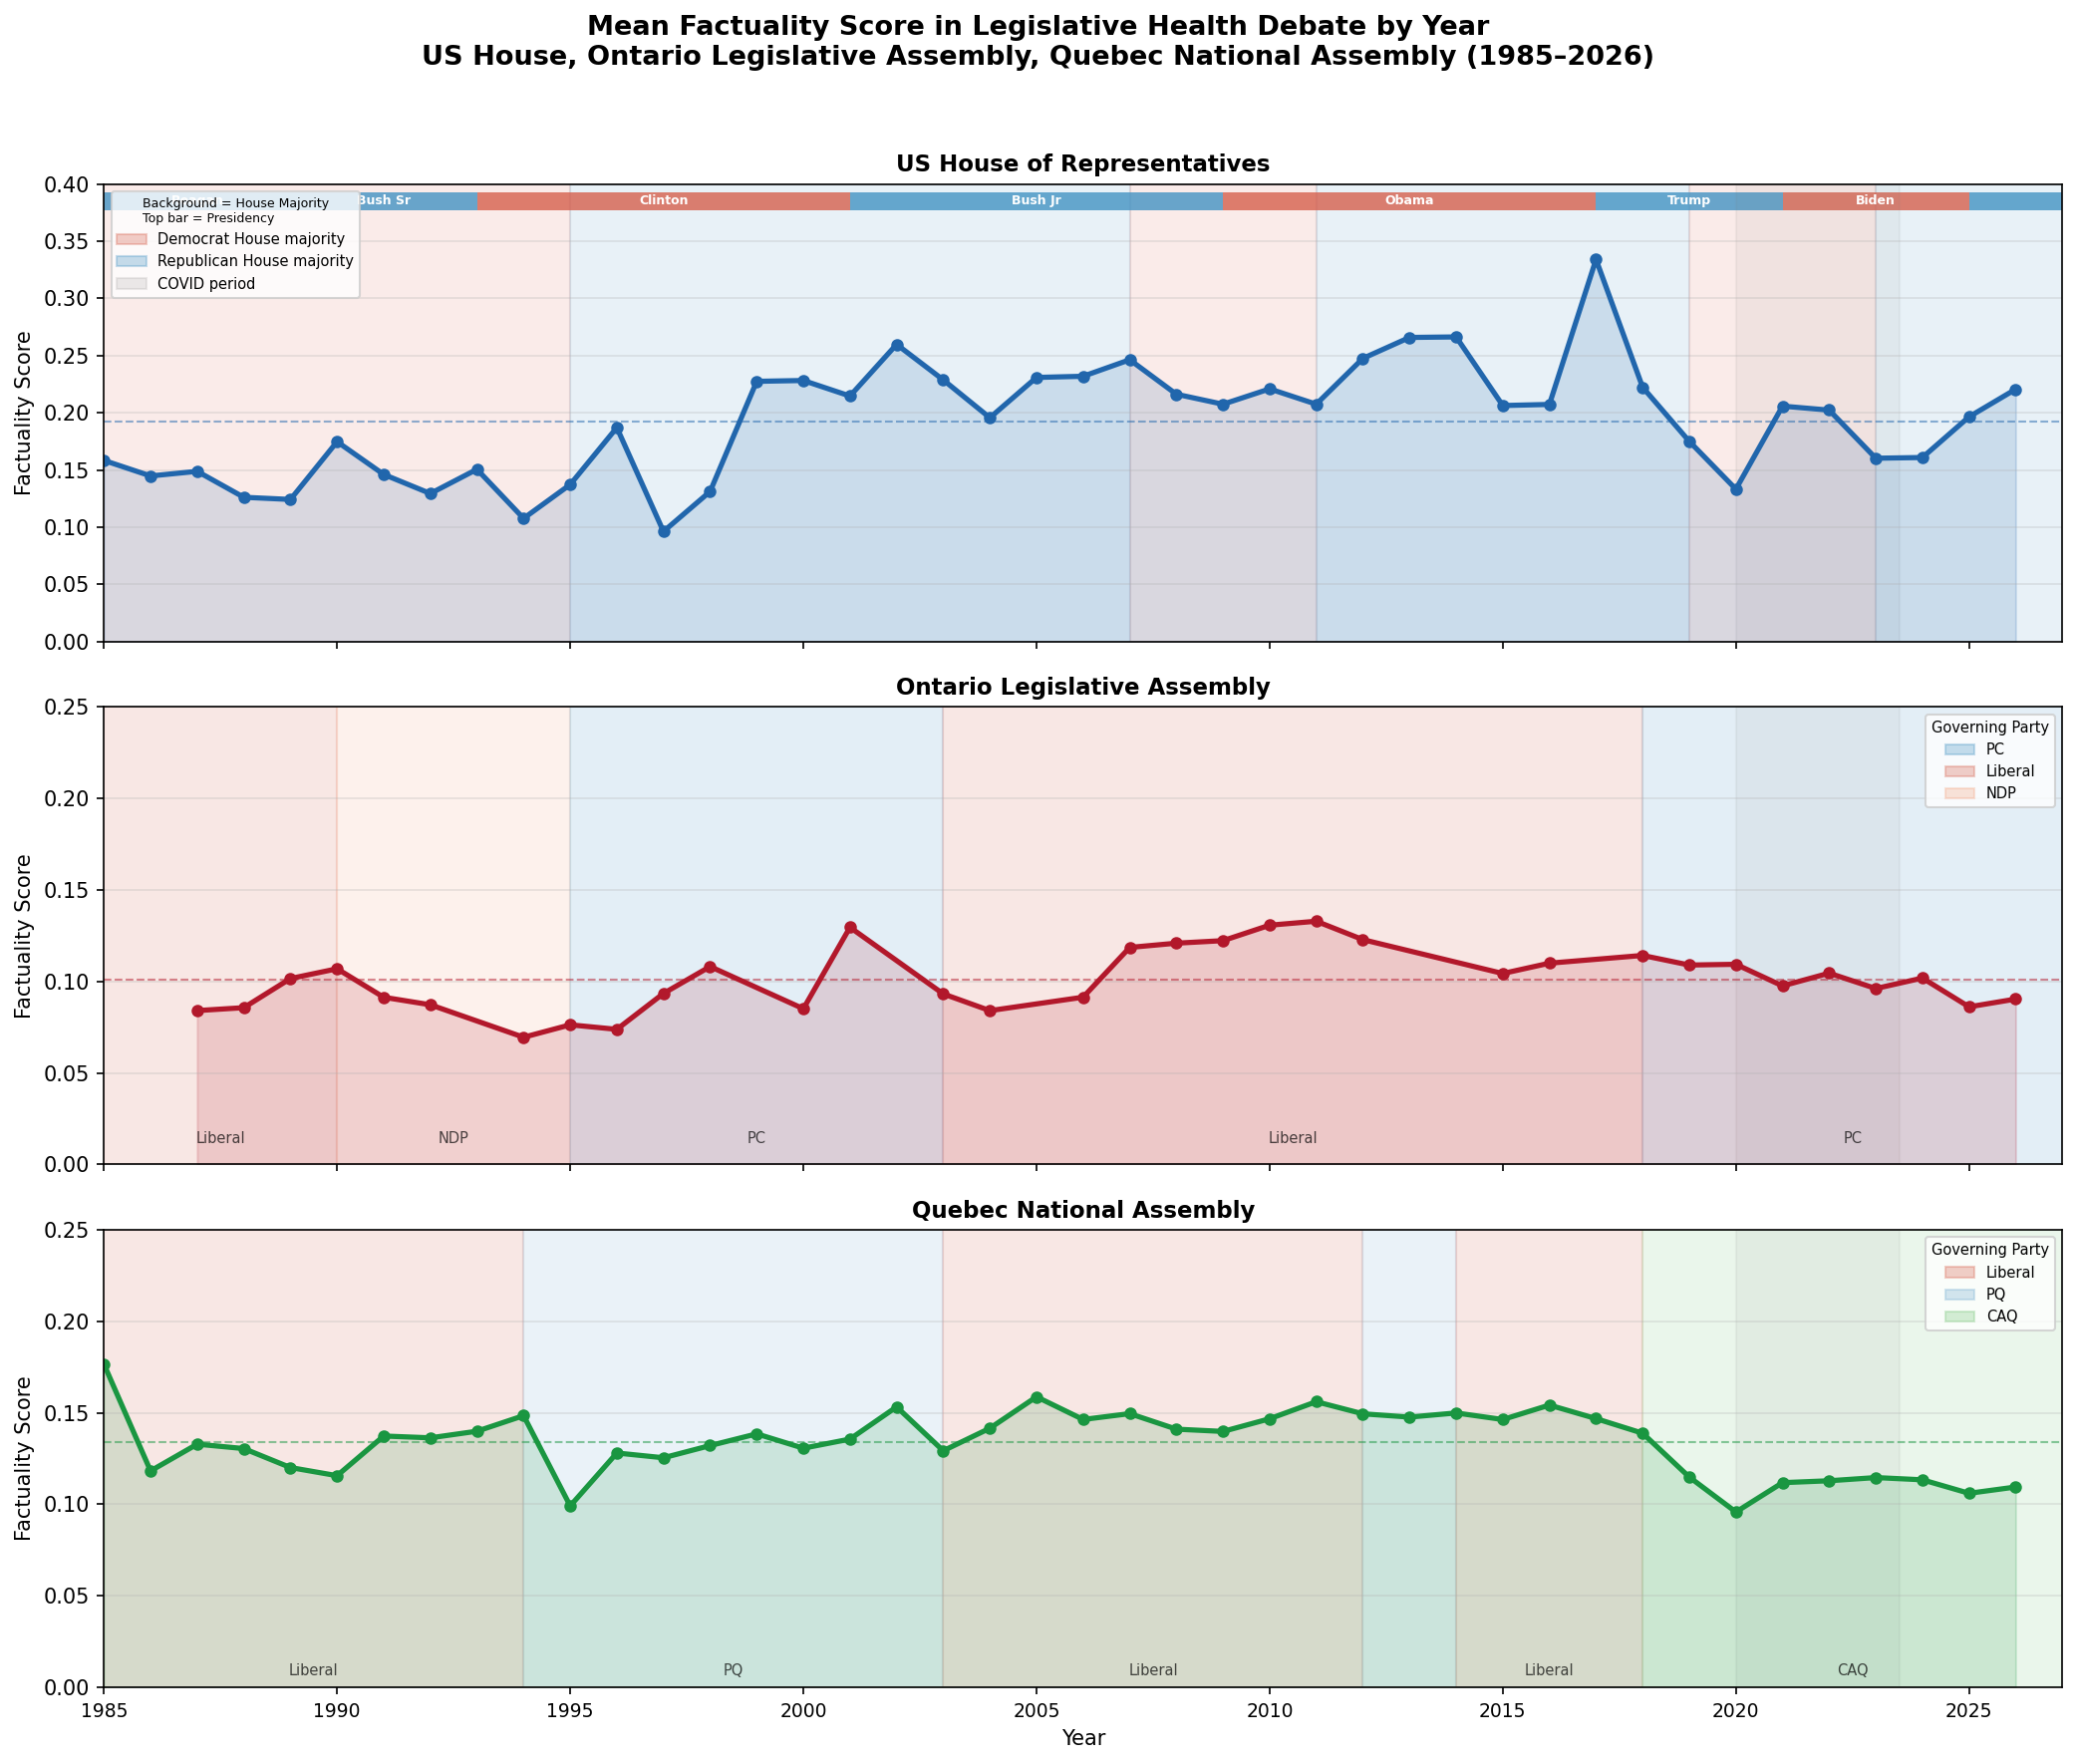 Mean Factuality Score in Legislative Health Debate by Year
US House, Ontario Legislative Assembly, Quebec National Assembly (1985–2026)
US House of Representatives
Factuality Score
0.40
0.35
0.30
0.25
0.20
0.15
0.10
0.05
0.00
Bush Sr
Clinton
Bush Jr
Obama
Trump
Biden
Background = House Majority
Top bar = Presidency
Democrat House majority
Republican House majority
COVID period
Ontario Legislative Assembly
Factuality Score
0.25
0.20
0.15
0.10
0.05
0.00
Governing Party
PC
Liberal
NDP
Liberal
NDP
PC
Liberal
PC
Quebec National Assembly
Factuality Score
0.25
0.20
0.15
0.10
0.05
0.00
Governing Party
Liberal
PQ
CAQ
Liberal
PQ
Liberal
Liberal
CAQ
1985
1990
1995
2000
2005
2010
2015
2020
2025
Year